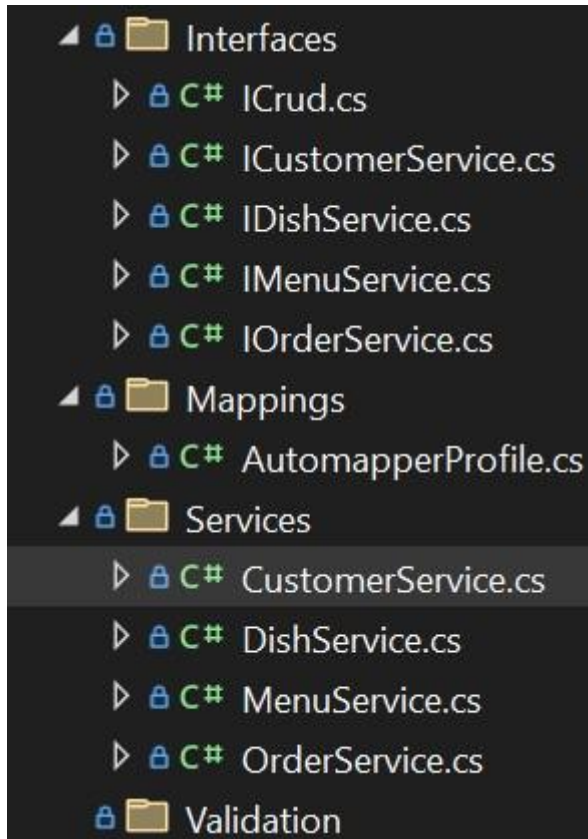 Interfaces
C# ICrud.cs
C# ICustomerService.cs
C# IDishService.cs
C# IMenuService.cs
C# IOrderService.cs
Mappings
C# AutomapperProfile.cs
Services
C# CustomerService.cs
C# DishService.cs
C# MenuService.cs
C# OrderService.cs
Validation